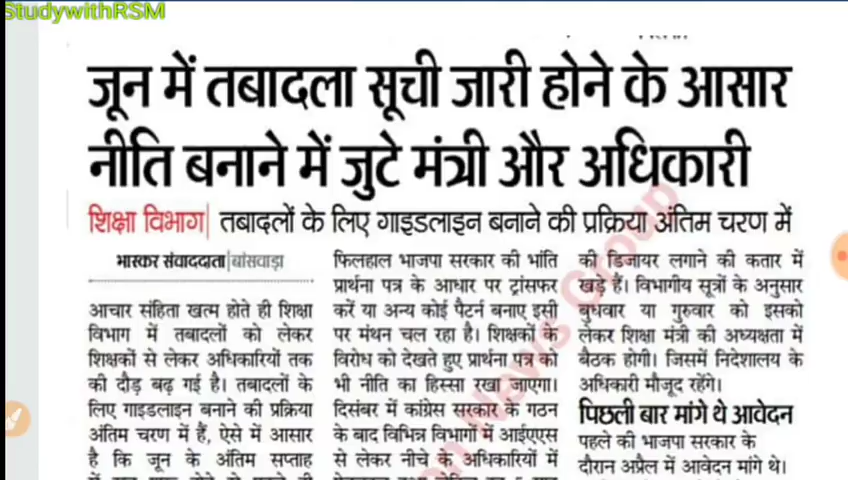 StudywithRSM
जून में तबादला सूची जारी होने के आसार
नीति बनाने में जुटे मंत्री और अधिकारी
शिक्षा विभाग| तबादलों के लिए गाइडलाइन बनाने की प्रक्रिया अंतिम चरण में
भास्कर संवाददाता|बांसवाड़ा
आचार संहिता खत्म होते ही शिक्षा
विभाग में तबादलों को लेकर
शिक्षकों से लेकर अधिकारियों तक
की दौड़ बढ़ गई है। तबादलों के
लिए गाइडलाइन बनाने की प्रक्रिया
अंतिम चरण में हैं, ऐसे में आसार
है कि जून के अंतिम सप्ताह
फिलहाल भाजपा सरकार की भांति
प्रार्थना पत्र के आधार पर ट्रांसफर
करें या अन्य कोई पैटर्न बनाए इसी
पर मंथन चल रहा है। शिक्षकों के
विरोध को देखते हुए प्रार्थना पत्र को
भी नीति का हिस्सा रखा जाएगा।
दिसंबर में कांग्रेस सरकार के गठन
के बाद विभिन्न विभागों में आईएएस
से लेकर नीचे के अधिकारियों में
की डिजायर लगाने की कतार में
खड़े हैं। विभागीय सूत्रों के अनुसार
बुधवार या गुरुवार को इसको
लेकर शिक्षा मंत्री की अध्यक्षता में
बैठक होगी। जिसमें निदेशालय के
अधिकारी मौजूद रहेंगे।
पिछली बार मांगे थे आवेदन
पहले की भाजपा सरकार के
दौरान अप्रैल में आवेदन मांगे थे।